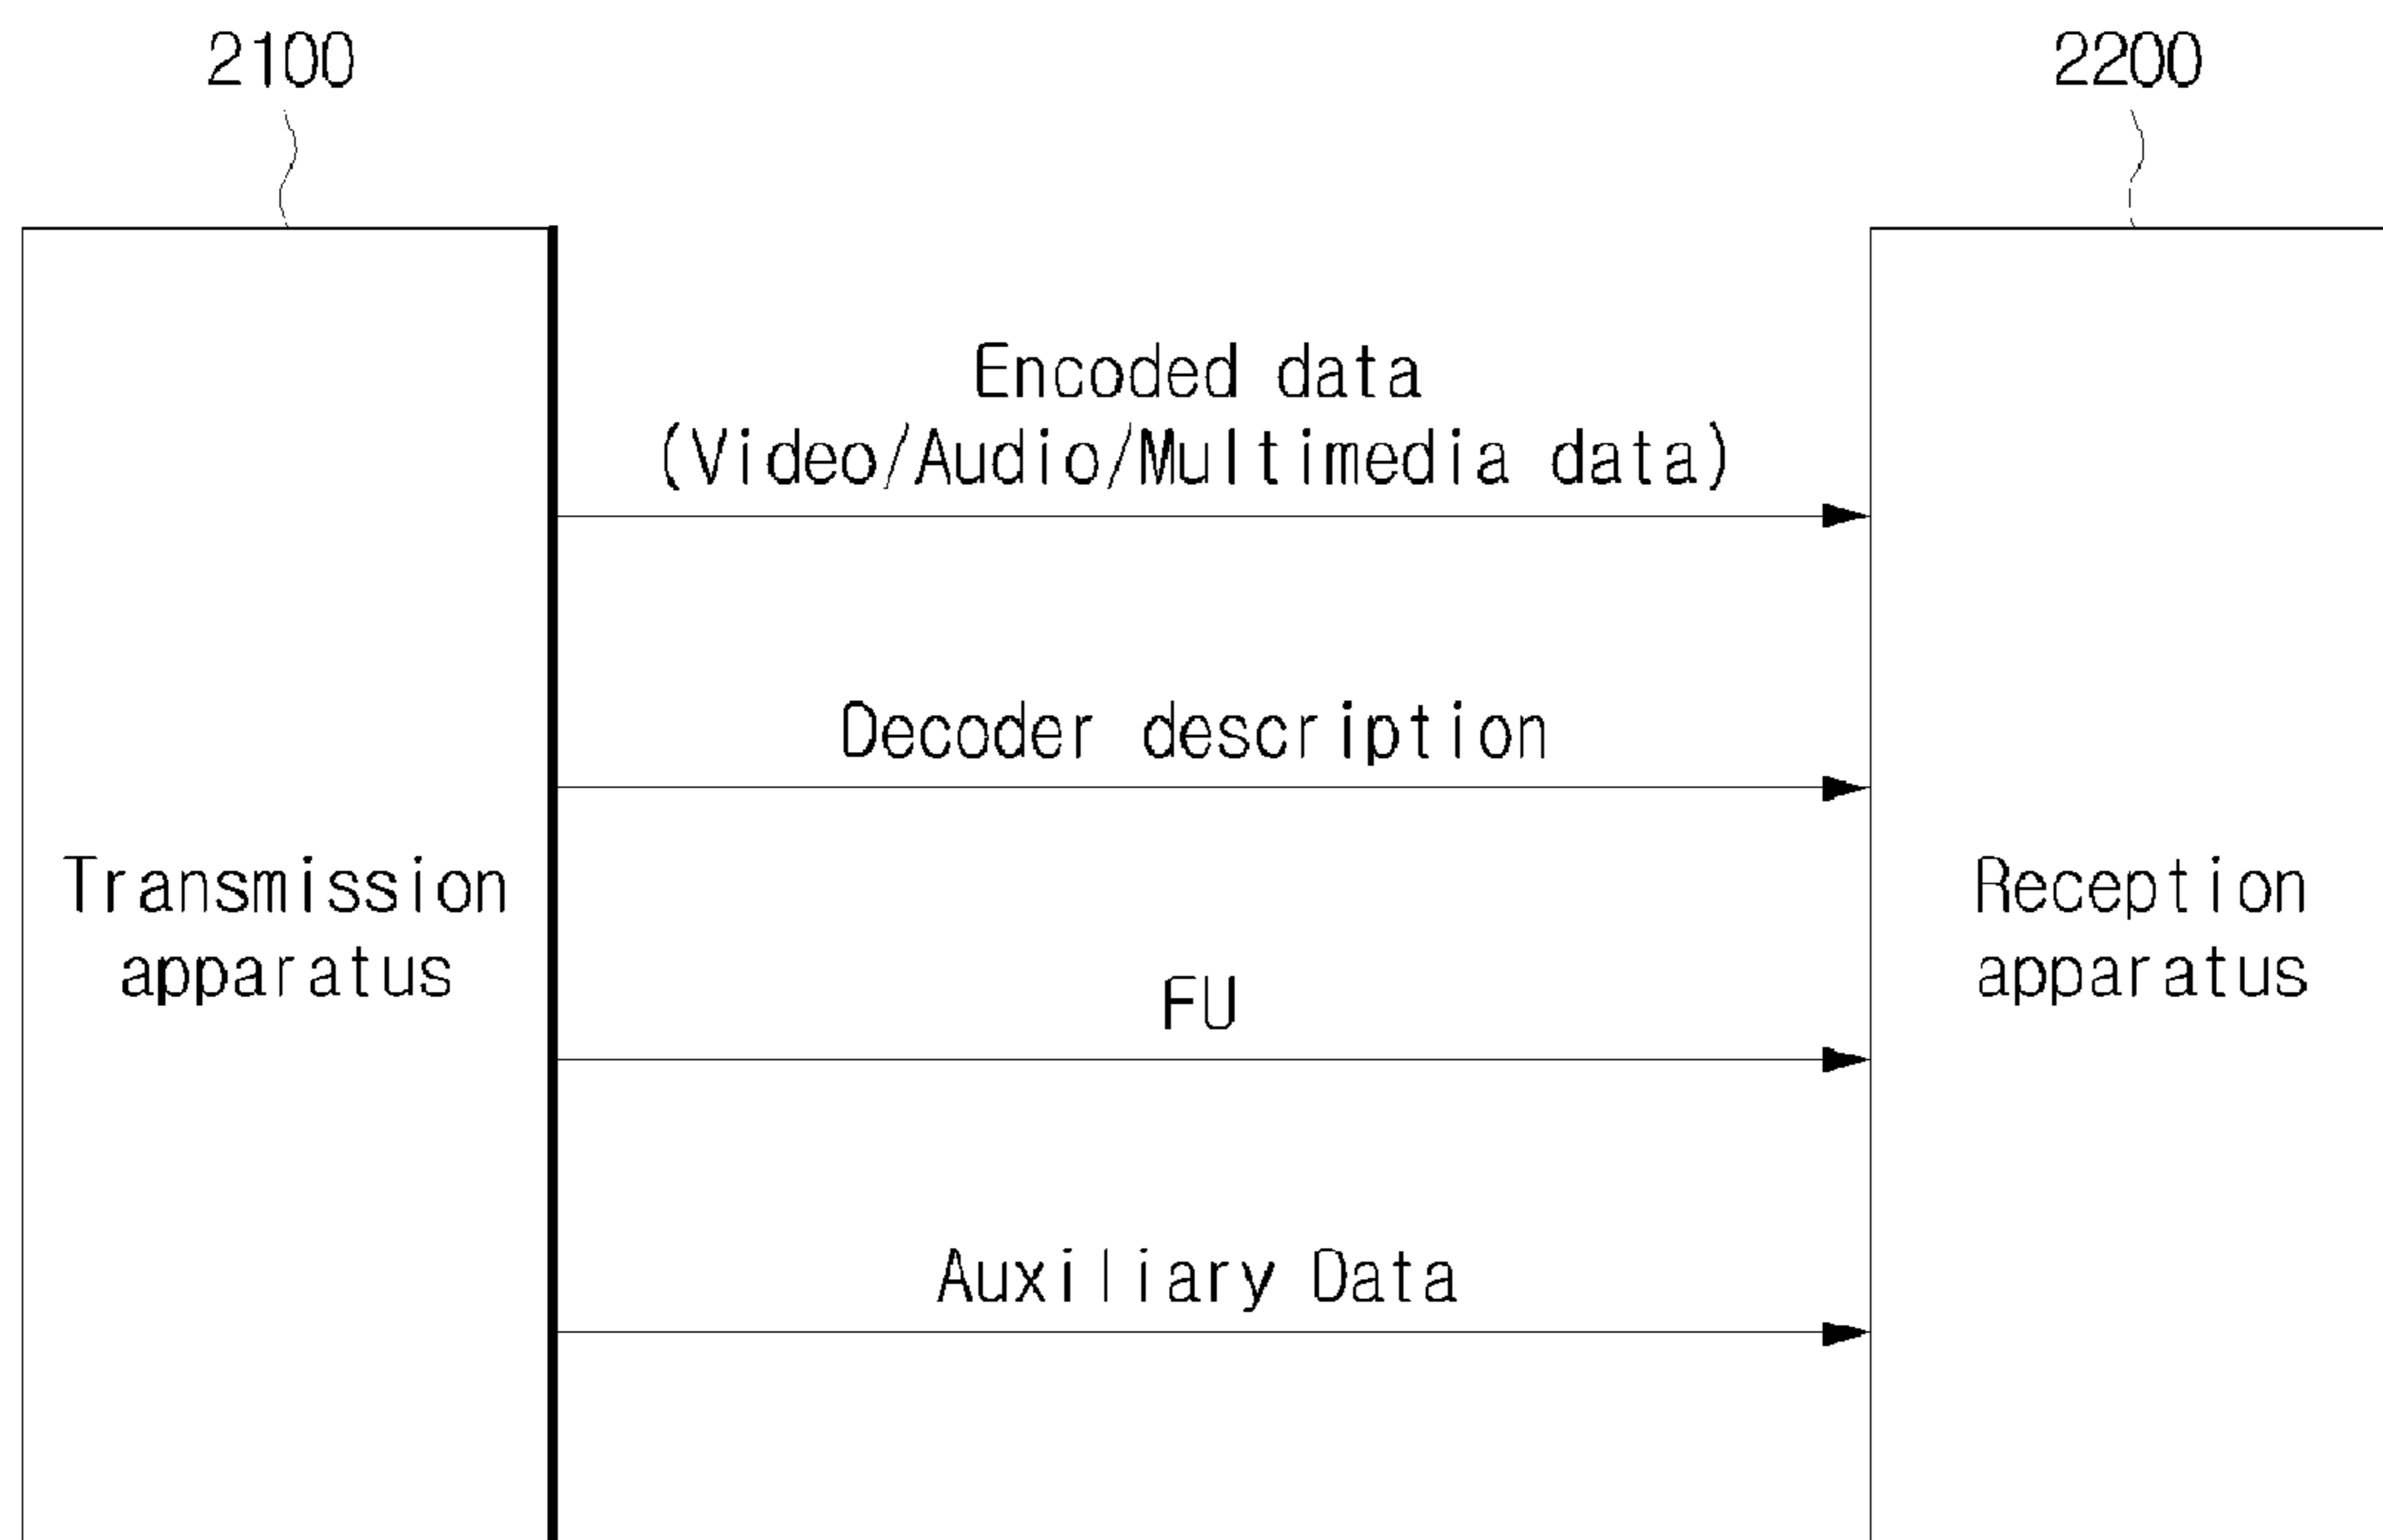 2100
2200
Encoded data
(Video/Audio/Multimedia data)
Decoder description
Transmission
apparatus
Reception
apparatus
FU
Auxiliary Data